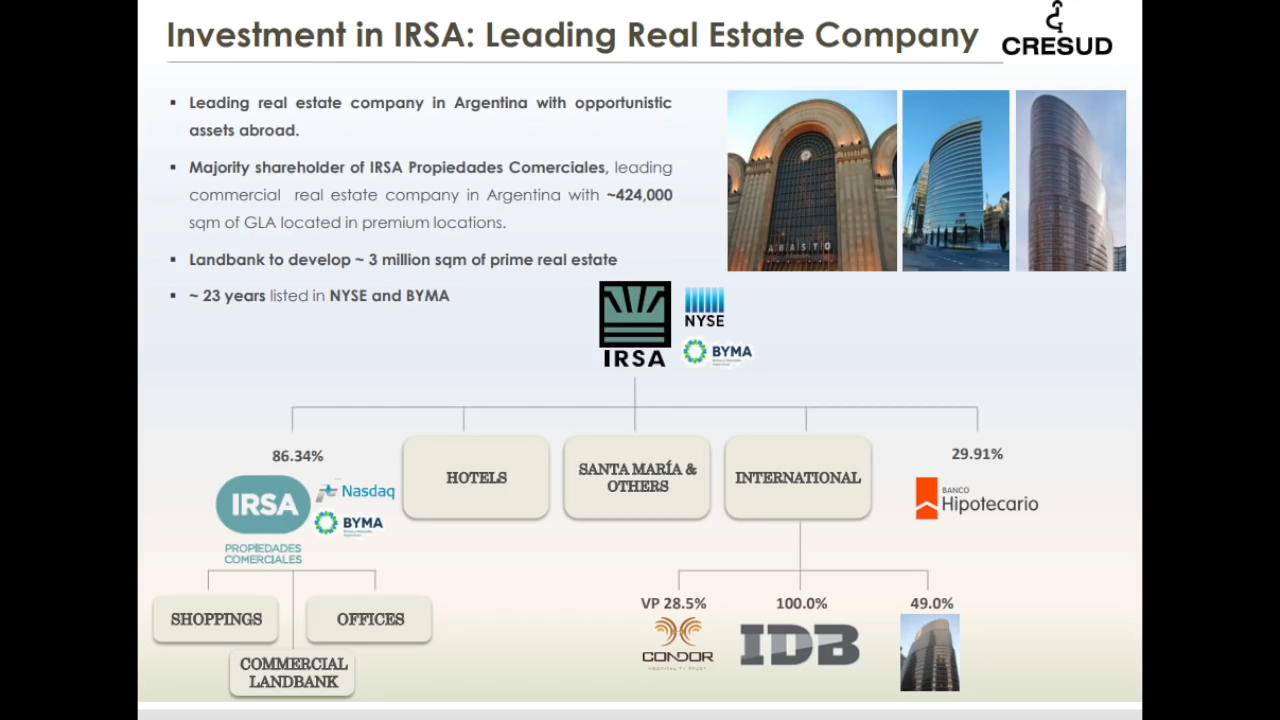 Investment in IRSA: Leading Real Estate Company
CRESUD
▪ Leading real estate company in Argentina with opportunistic
assets abroad.
▪ Majority shareholder of IRSA Propiedades Comerciales, leading
commercial real estate company in Argentina with ~424,000
sqm of GLA located in premium locations.
▪ Landbank to develop ~ 3 million sqm of prime real estate
▪ ~ 23 years listed in NYSE and BYMA
ABASTO
IRSA
NYSE
BYMA
86.34%
IRSA
PROPIEDADES
COMERCIALES
Nasdaq
BYMA
HOTELS
SANTA MARÍA &
OTHERS
INTERNATIONAL
29.91%
BANCO
Hipotecario
SHOPPINGS
OFFICES
COMMERCIAL
LANDBANK
VP 28.5%
CONDOR
HOSPITALITY TRUST
100.0%
IDB
49.0%